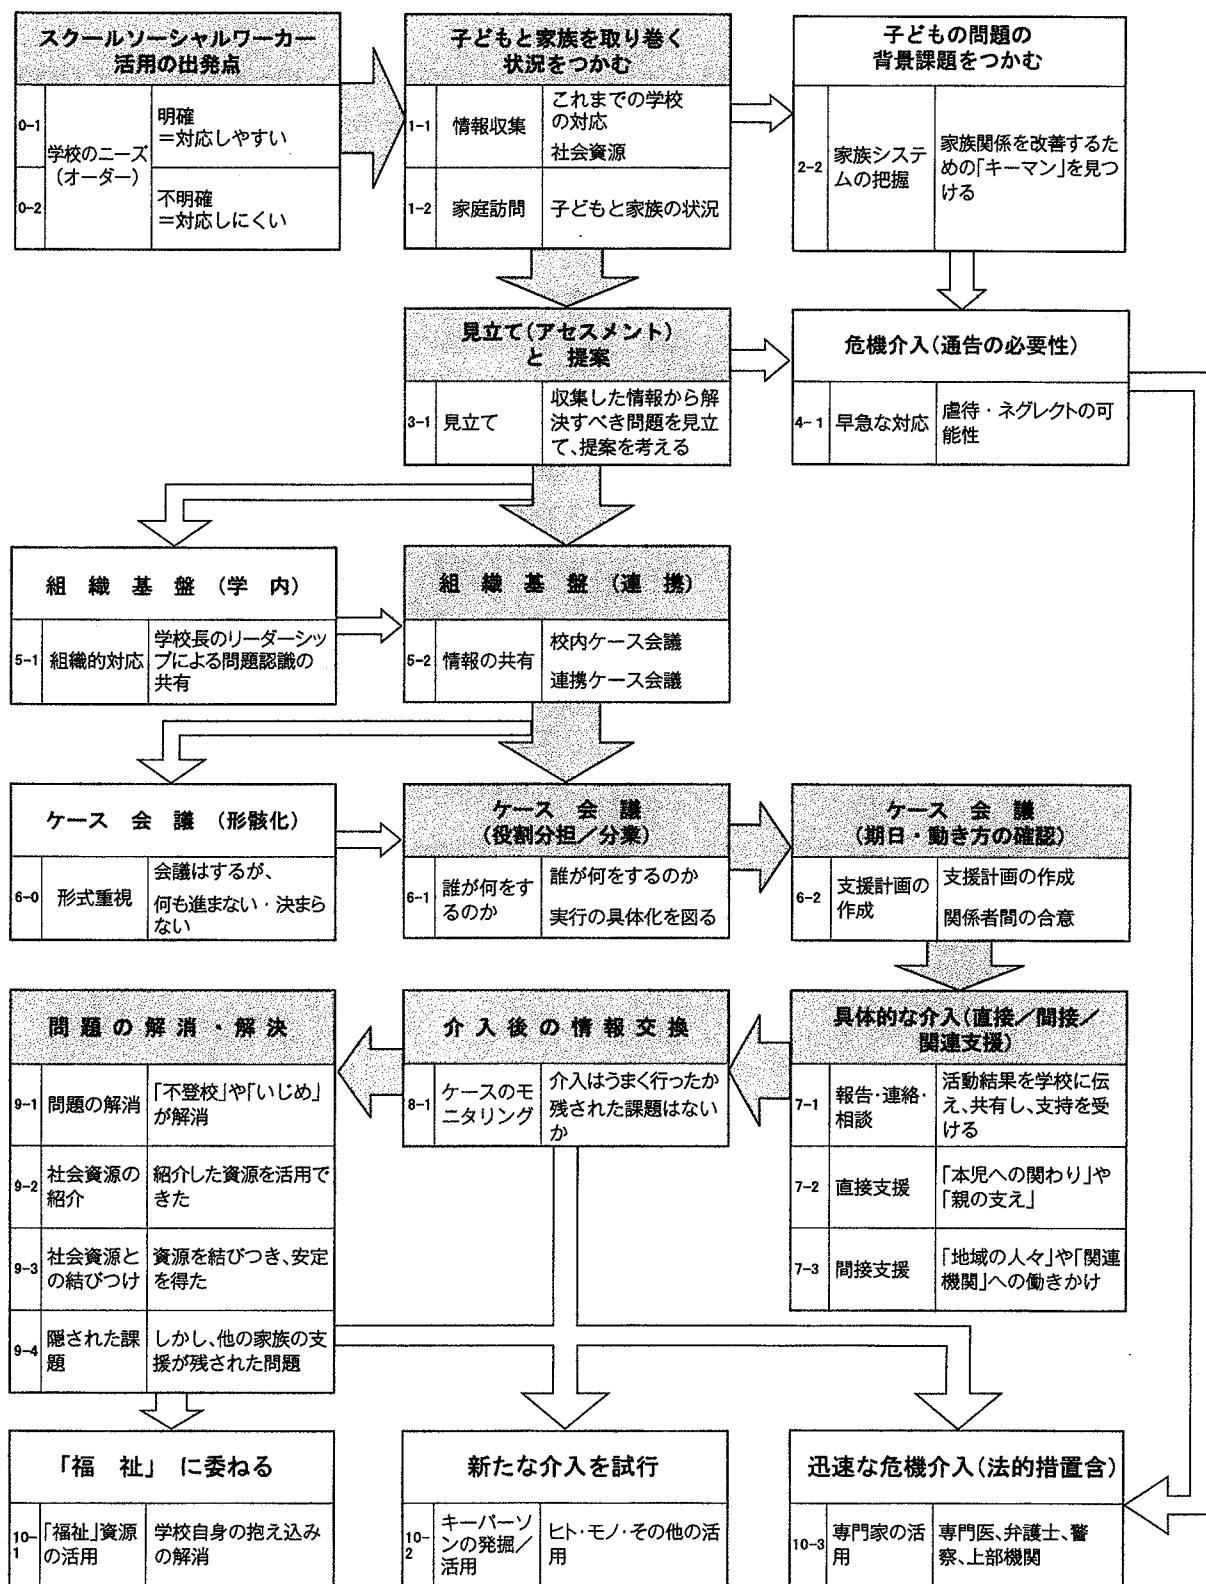 スクールソーシャルワーカー
活用の出発点
0-1
学校のニーズ
(オーダー)
明確
=対応しやすい
0-2
不明確
=対応しにくい
子どもと家族を取り巻く
状況をつかむ
1-1
情報収集
これまでの学校
の対応
社会資源
1-2
家庭訪問
子どもと家族の状況
子どもの問題の
背景課題をつかむ
2-2
家族システ
ムの把握
家族関係を改善するた
めの「キーマン」を見つ
ける
見立て(アセスメント)
と 提案
3-1
見立て
収集した情報から解
決すべき問題を見立
て、提案を考える
危機介入(通告の必要性)
4-1
早急な対応
虐待・ネグレクトの可
能性
組織基盤(学内)
5-1
組織的対応
学校長のリーダーシッ
プによる問題認識の
共有
組織基盤(連携)
5-2
情報の共有
校内ケース会議
連携ケース会議
ケース 会議(形骸化)
6-0
形式重視
会議はするが、
何も進まない・決まら
ない
ケース 会議
(役割分担/分業)
6-1
誰が何をす
るのか
誰が何をするのか
実行の具体化を図る
ケース 会議
(期日・動き方の確認)
6-2
支援計画の
作成
支援計画の作成
関係者間の合意
問題の解消・解決
9-1
問題の解消
「不登校」や「いじめ」
が解消
9-2
社会資源の
紹介
紹介した資源を活用で
きた
9-3
社会資源と
の結びつけ
資源を結びつき、安定
を得た
9-4
隠された課
題
しかし、他の家族の支
援が残された問題
介入後の情報交換
8-1
ケースのモ
ニタリング
介入はうまく行ったか
残された課題はない
か
具体的な介入(直接/間接/
関連支援)
7-1
報告・連絡・
相談
活動結果を学校に伝
え、共有し、支持を受
ける
7-2
直接支援
「本児への関わり」や
「親の支え」
7-3
間接支援
「地域の人々」や「関連
機関」への働きかけ
「福 祉」に委ねる
10-
1
「福祉」資源
の活用
学校自身の抱え込み
の解消
新たな介入を試行
10-
2
キーパーソ
ンの発掘/
活用
ヒト・モノ・その他の活
用
迅速な危機介入(法的措置含)
10-3
専門家の活
用
専門医、弁護士、警
察、上部機関